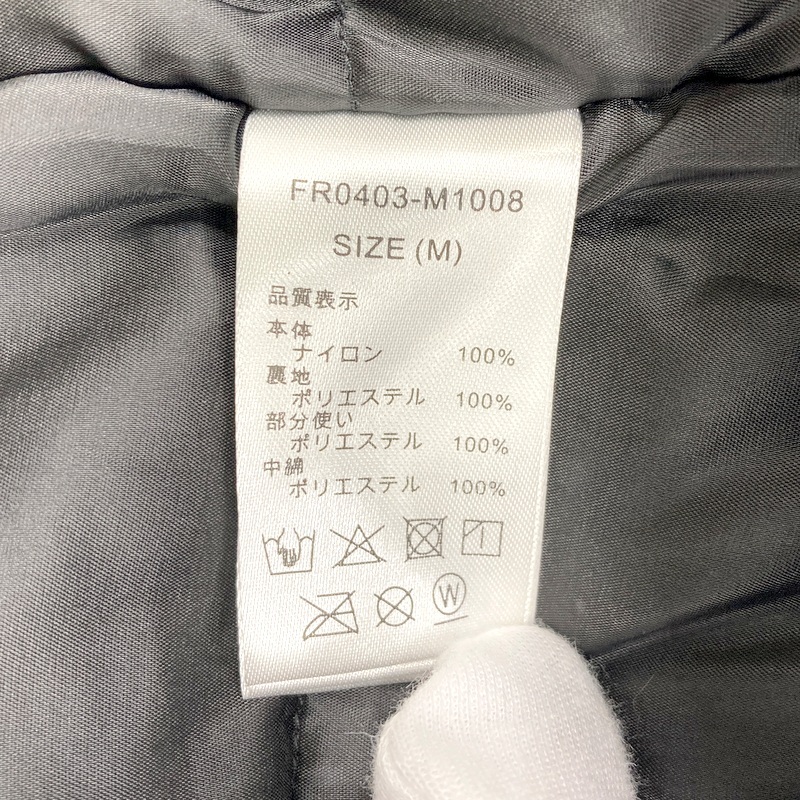 FR0403-M1008
SIZE (M)
品質表示
本体
ナイロン 100%
裏地
ポリエステル 100%
部分使い
ポリエステル 100%
中綿
ポリエステル 100%
W